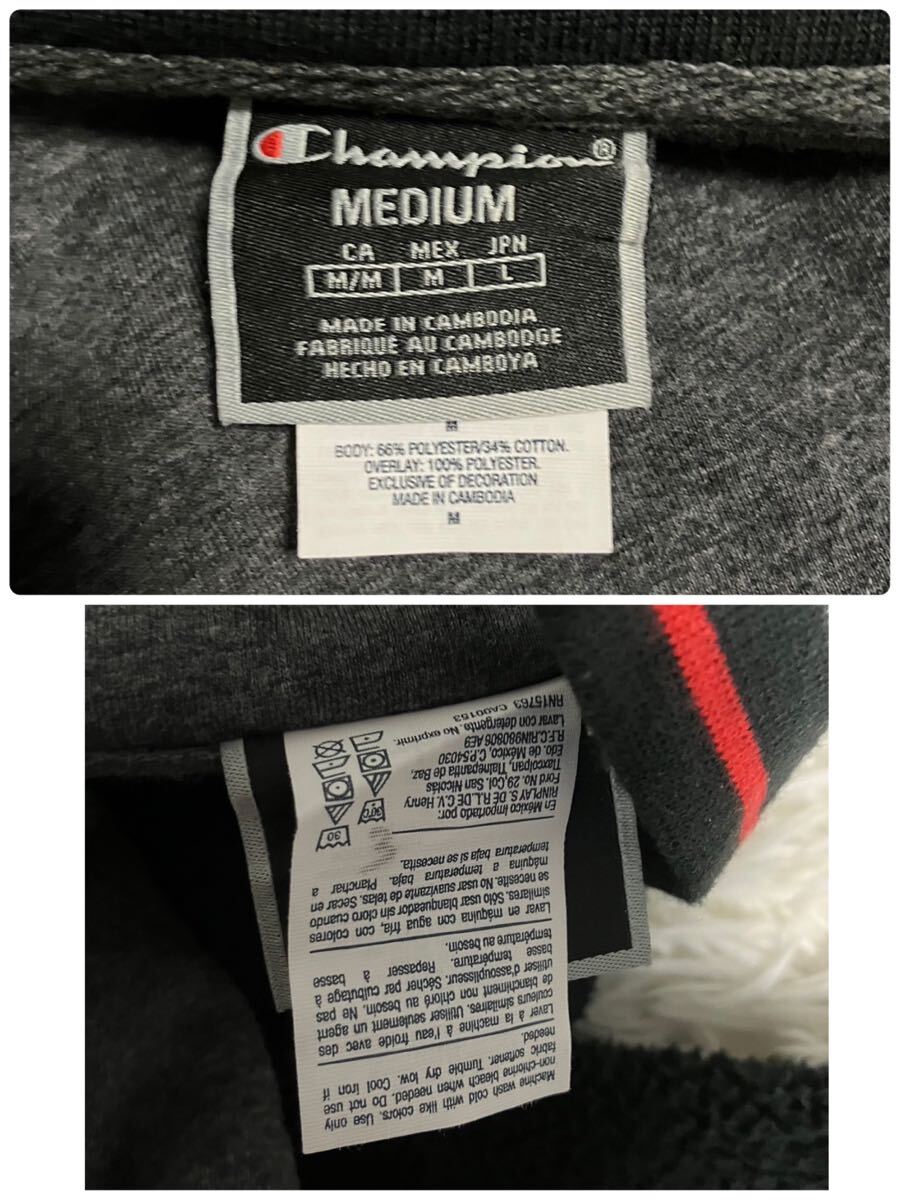 Champion®
MEDIUM
CA MEX JPN
M/M M L
MADE IN CAMBODIA
FABRIQUÉ AU CAMBODGE
HECHO EN CAMBOYA
M
BODY: 66% POLYESTER/34% COTTON.
OVERLAY: 100% POLYESTER.
EXCLUSIVE OF DECORATION
MADE IN CAMBODIA
M
Machine cold wash with like colors. Use only
non-chlorine bleach when needed. Do not use
fabric softener. Tumble dry low. Cool iron if
needed.
Laver à la machine à l'eau froide avec des
couleurs similaires. Utiliser seulement un agent
de blanchiment non chloré au besoin. Ne pas
utiliser d'assouplisseur. Sécher par culbutage à
basse température. Repasser à basse
température au besoin.
Lavar en máquina con agua fría, con colores
similares. Sólo usar blanqueador sin cloro cuando
se necesite. No usar suavizante de telas. Secar en
máquina a temperatura baja. Planchar a
temperatura baja si se necesita.
30
30°C
En México importado por:
RINPLAY S. DE R.L. DE C.V. Henry
Ford No. 29, Col. San Nicolás
Tlaxcolpan, Tlalnepantla de Baz,
Edo. de México, C.P.54030
R.F.C.RIN980806AE9
Lavar con detergente. No exprimir.
RN15763 CA00153